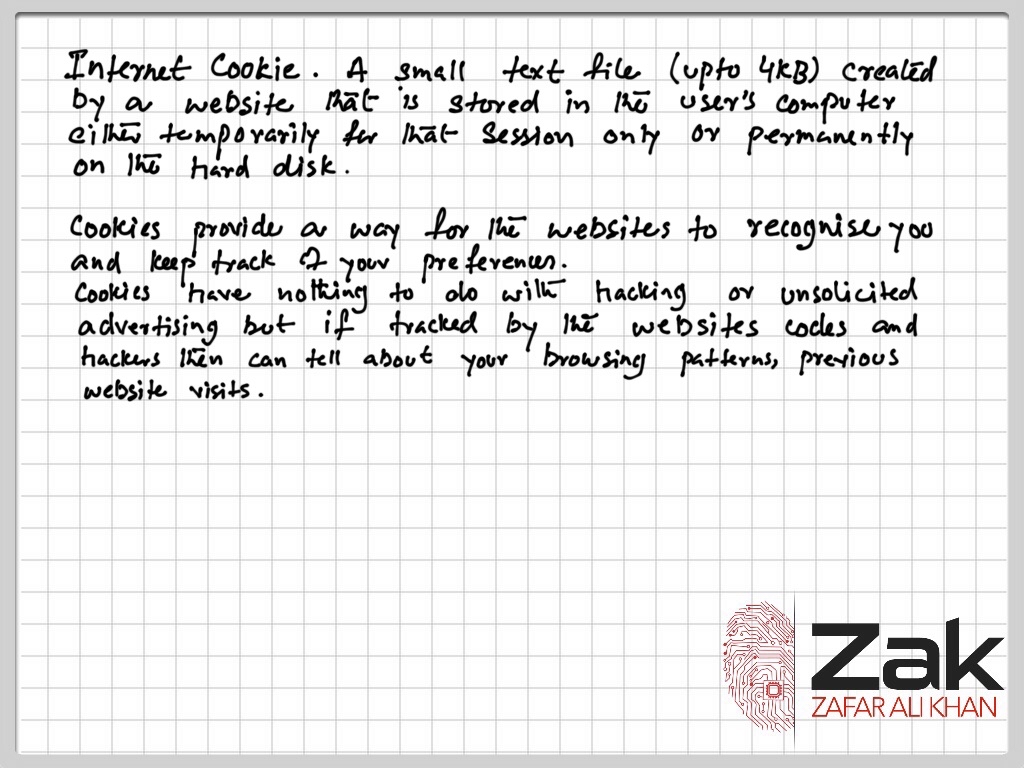 Internet Cookie. A small text file (upto 4KB) created
by a website that is stored in the user's computer
either temporarily for that session only or permanently
on the hard disk.
Cookies provide a way for the websites to recognise you
and keep track of your preferences.
Cookies have nothing to do with hacking or unsolicited
advertising but if tracked by the websites codes and
hackers then can tell about your browsing patterns, previous
website visits.
Zak
ZAFAR ALI KHAN